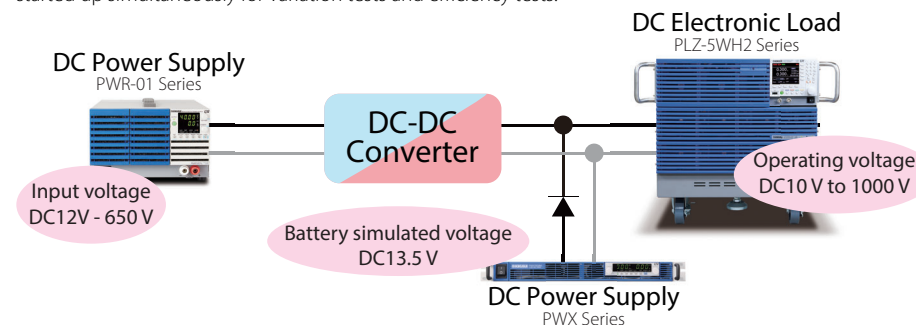 started up simultaneously for variation tests and efficiency tests.
DC Electronic Load
PLZ-5WH2 Series
DC Power Supply
PWR-01 Series
DC-DC
Converter
Input voltage
DC12V - 650 V
Operating voltage
DC10 V to 1000 V
Battery simulated voltage
DC13.5 V
DC Power Supply
PWX Series